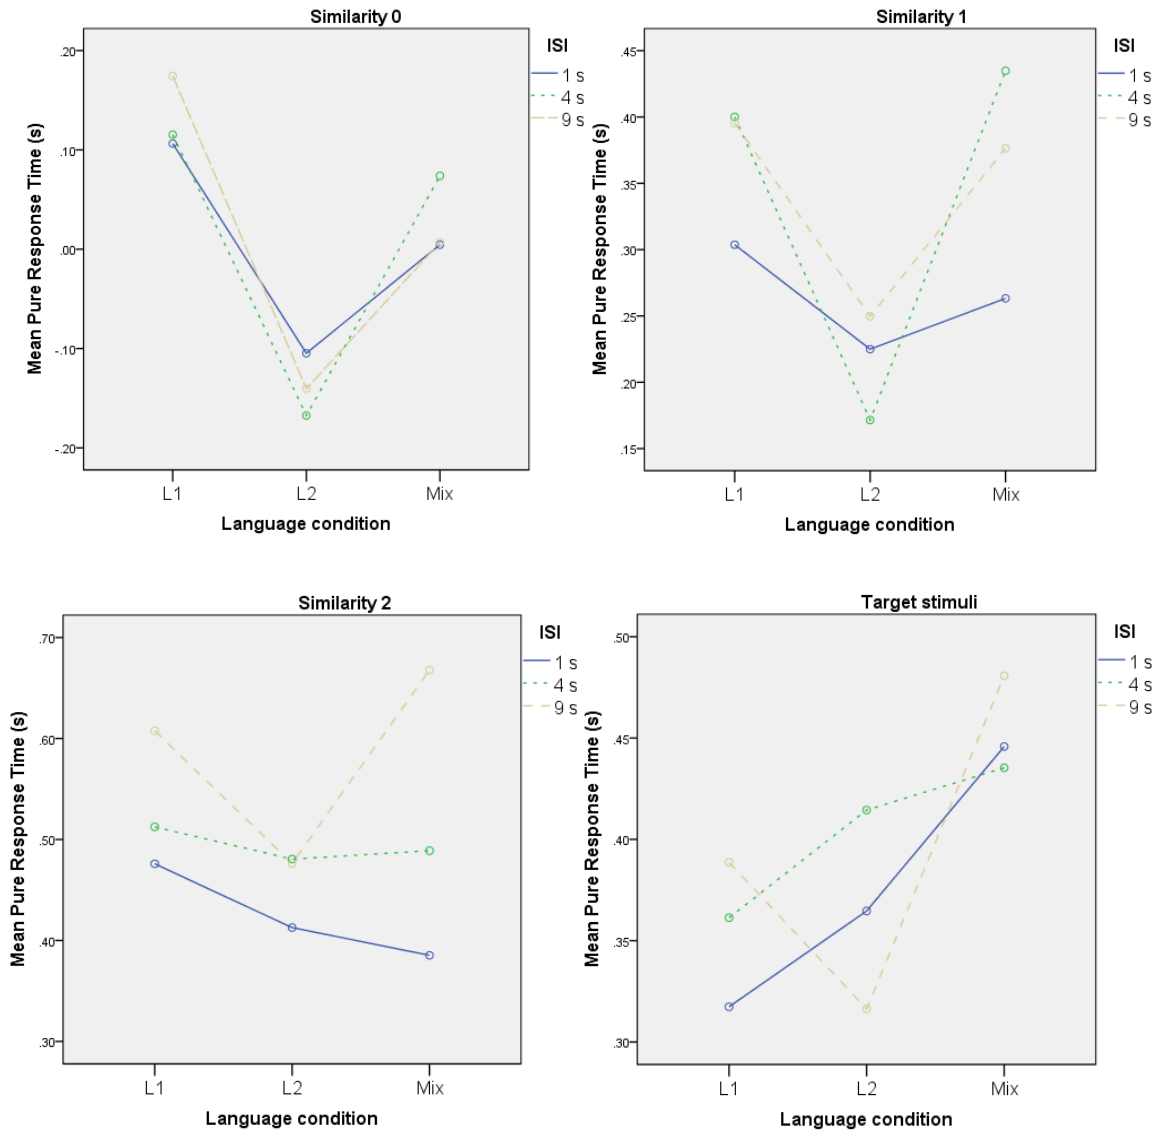 Similarity 0
Mean Pure Response Time (s)
.20
.10
.00
-.10
-.20
L1 L2 Mix
Language condition
ISI
1 s
4 s
9 s
Similarity 1
Mean Pure Response Time (s)
.45
.40
.35
.30
.25
.20
.15
L1 L2 Mix
Language condition
ISI
1 s
4 s
9 s
Similarity 2
Mean Pure Response Time (s)
.70
.60
.50
.40
.30
L1 L2 Mix
Language condition
ISI
1 s
4 s
9 s
Target stimuli
Mean Pure Response Time (s)
.50
.45
.40
.35
.30
L1 L2 Mix
Language condition
ISI
1 s
4 s
9 s